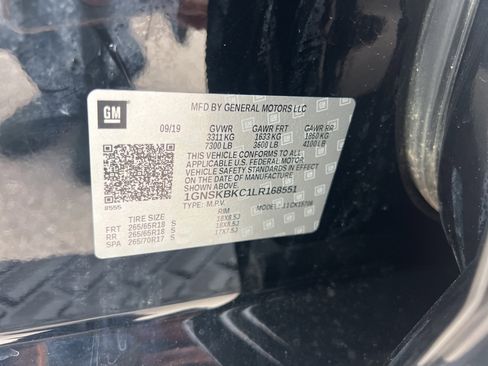 MFD BY GENERAL MOTORS LLC
GM
09/19 GVWR GAWR FRT GAWR RR
3311 KG 1633 KG 1860 KG
7300 LB 3600 LB 4100 LB
THIS VEHICLE CONFORMS TO ALL
APPLICABLE U.S. FEDERAL MOTOR
VEHICLE SAFETY STANDARDS IN EFFECT
ON THE DATE OF MANUFACTURE
SHOWN ABOVE.
1GNSKBKC1LR168551
TYPE: M.P.V. MODEL:
#555
TIRE SIZE RIM
FRT 265/65R18 S 18X8.5J
RR 265/65R18 S 18X8.5J
SPA 265/70R17 S 17X7.5J